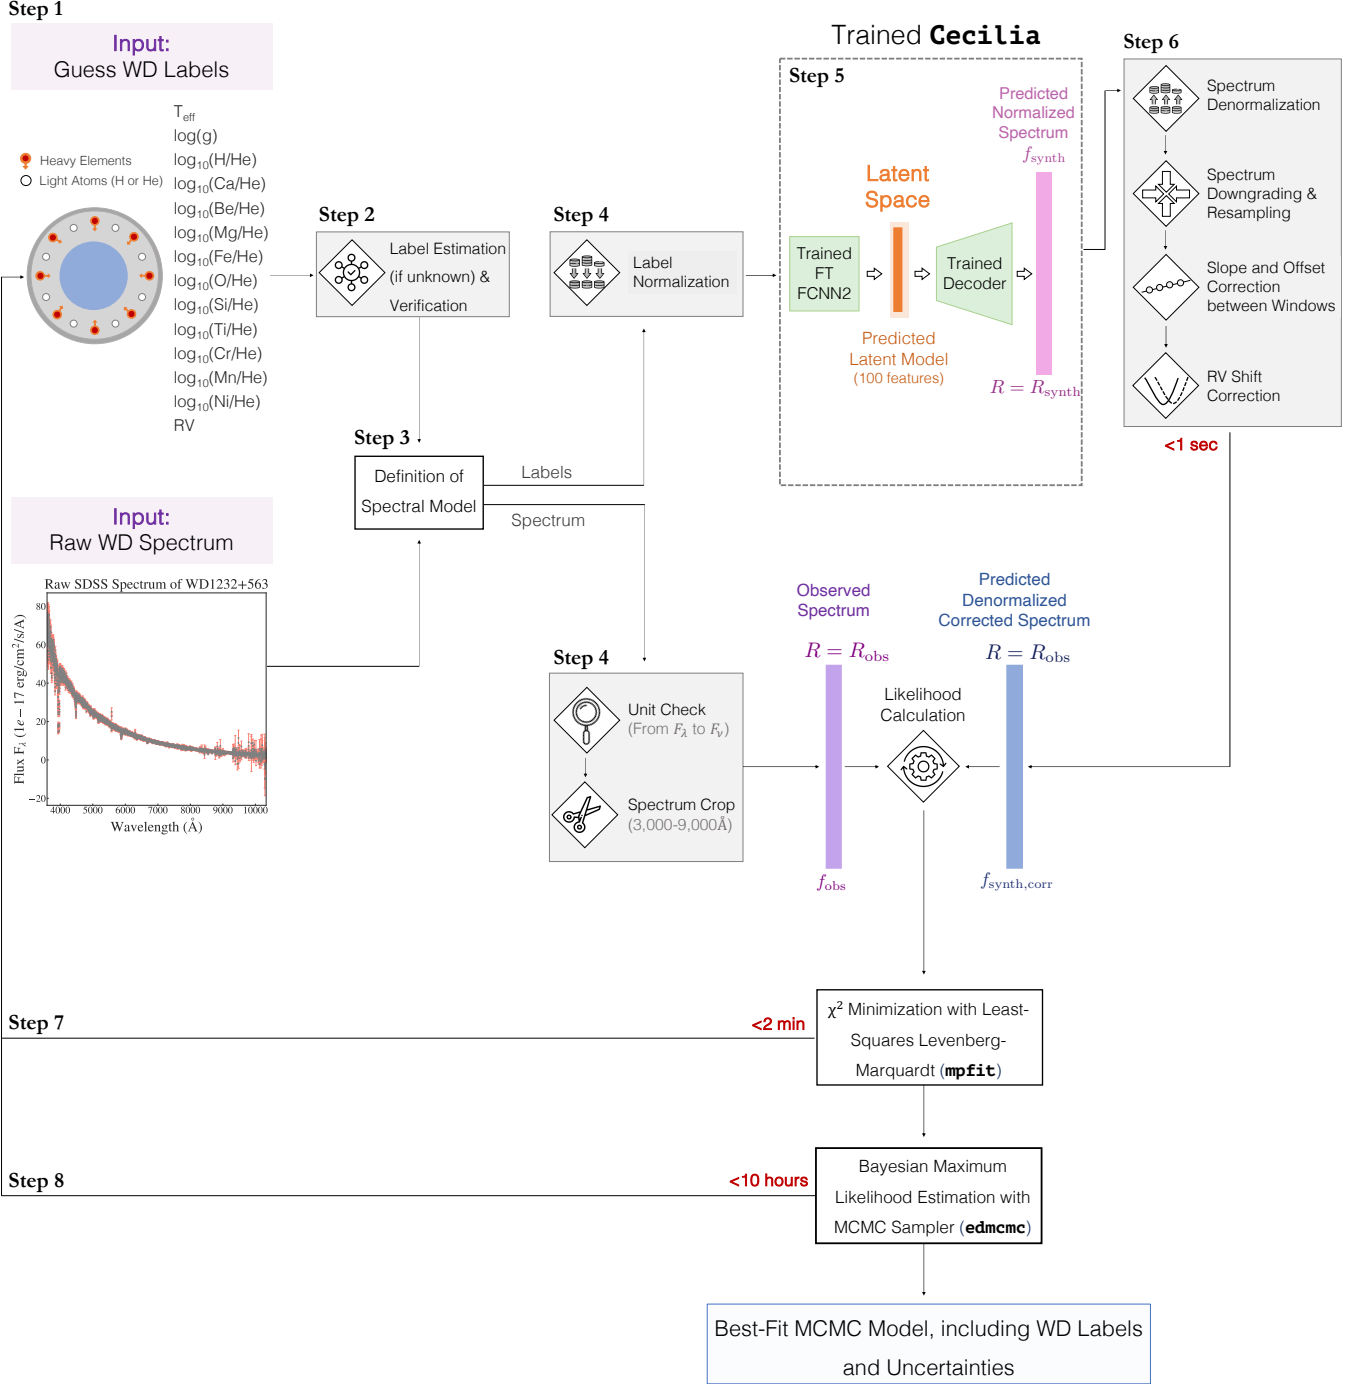 Step 1
Input:
Guess WD Labels
T_eff
log(g)
log₁₀(H/He)
log₁₀(Ca/He)
log₁₀(Be/He)
log₁₀(Mg/He)
log₁₀(Fe/He)
log₁₀(O/He)
log₁₀(Si/He)
log₁₀(Ti/He)
log₁₀(Cr/He)
log₁₀(Mn/He)
log₁₀(Ni/He)
RV
Heavy Elements
Light Atoms (H or He)
Step 2
Label Estimation
(if unknown) &
Verification
Step 3
Definition of
Spectral Model
Labels
Spectrum
Input:
Raw WD Spectrum
Raw SDSS Spectrum of WD1232+563
Flux F_λ (1e − 17 erg/cm²/s/A)
80
60
40
20
0
−20
4000 5000 6000 7000 8000 9000 10000
Wavelength (Å)
Step 4
Label
Normalization
Step 4
Unit Check
(From F_λ to F_ν)
Spectrum Crop
(3,000-9,000Å)
Trained Cecilia
Step 5
Trained
FT
FCNN2
Latent
Space
Predicted
Latent Model
(100 features)
Trained
Decoder
Predicted
Normalized
Spectrum
f_synth
R = R_synth
Step 6
Spectrum
Denormalization
Spectrum
Downgrading &
Resampling
Slope and Offset
Correction
between Windows
RV Shift
Correction
<1 sec
Observed
Spectrum
R = R_obs
f_obs
Likelihood
Calculation
Predicted
Denormalized
Corrected Spectrum
R = R_obs
f_synth,corr
Step 7
<2 min
χ² Minimization with Least-
Squares Levenberg-
Marquardt (mpfit)
Step 8
<10 hours
Bayesian Maximum
Likelihood Estimation with
MCMC Sampler (edmcmc)
Best-Fit MCMC Model, including WD Labels
and Uncertainties